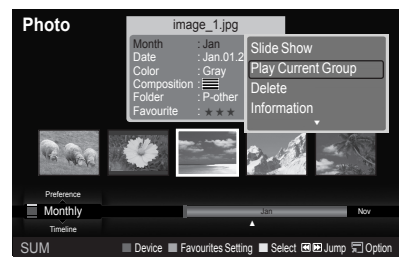 Photo
image_1.jpg
Month : Jan
Date : Jan.01.2
Color : Gray
Composition :
Folder : P-other
Favourite : ★ ★ ★
Slide Show
Play Current Group
Delete
Information
Preference
Monthly
Timeline
Jan
Nov
SUM
Device
Favourites Setting
Select
Jump
Option